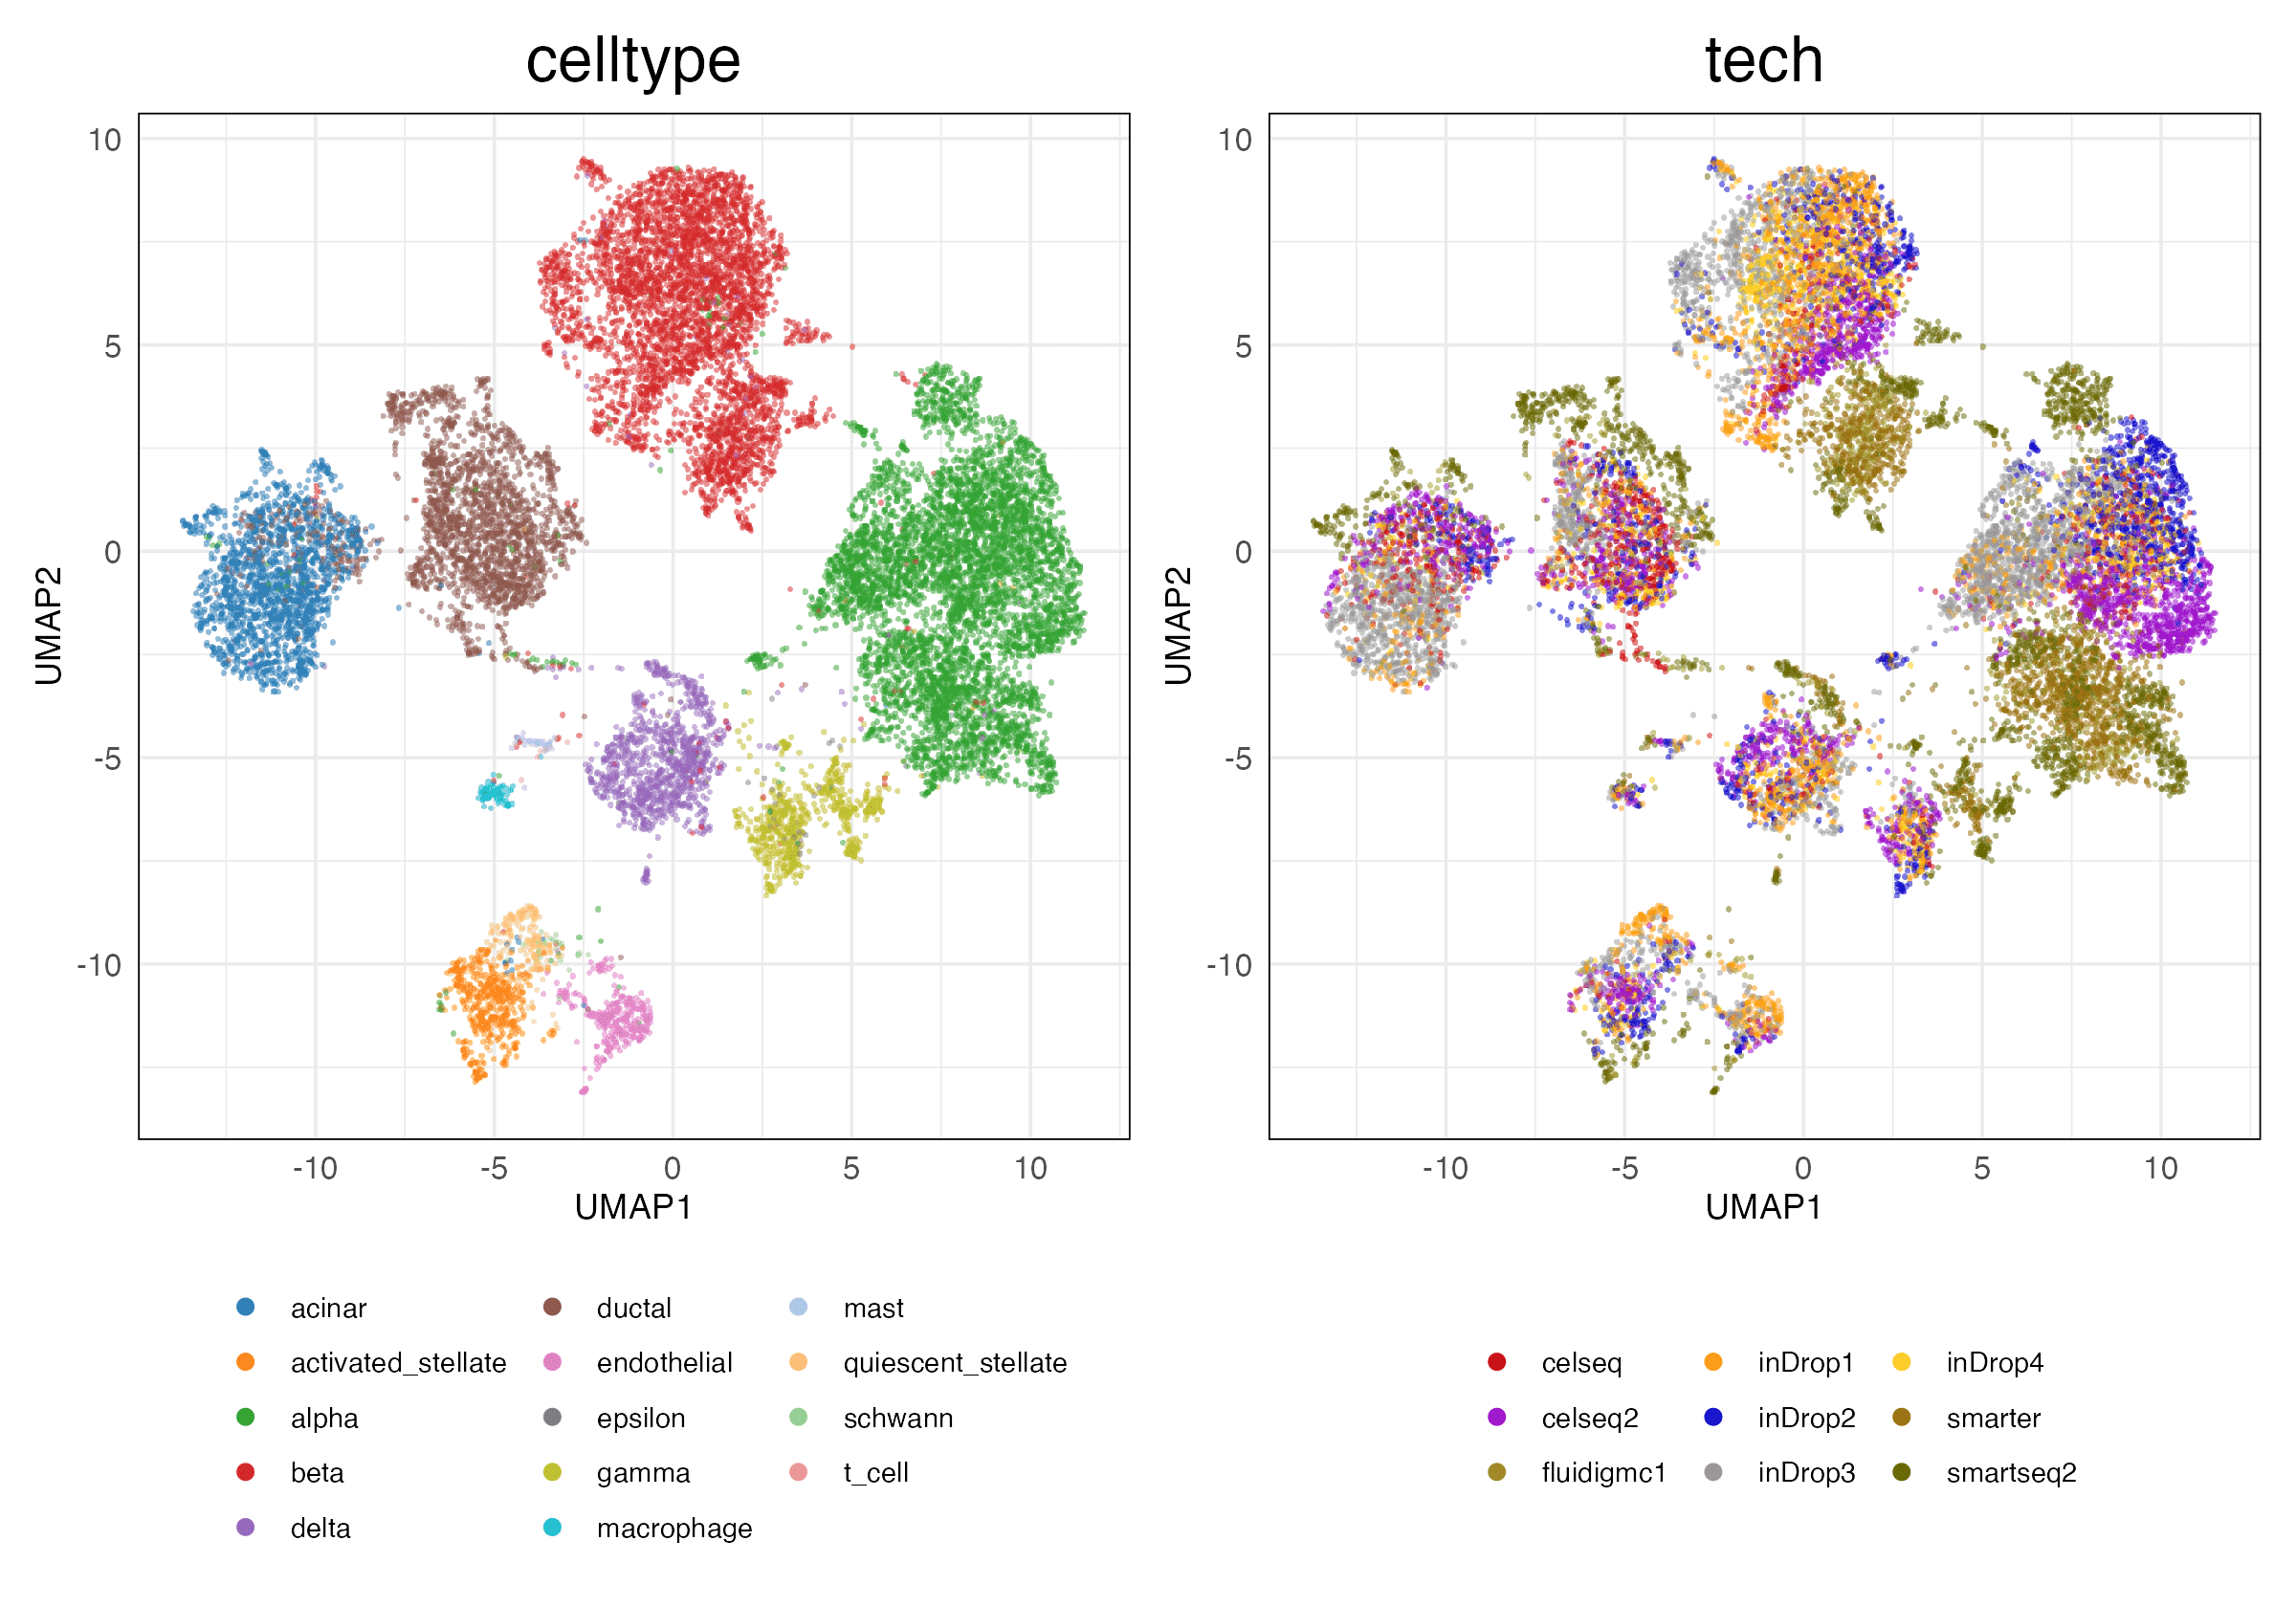 celltype
10
5
0
-5
-10
UMAP2
-10 -5 0 5 10
UMAP1
acinar
activated_stellate
alpha
beta
delta
ductal
endothelial
epsilon
gamma
macrophage
mast
quiescent_stellate
schwann
t_cell
tech
10
5
0
-5
-10
UMAP2
-10 -5 0 5 10
UMAP1
celseq
celseq2
fluidigmc1
inDrop1
inDrop2
inDrop3
inDrop4
smarter
smartseq2